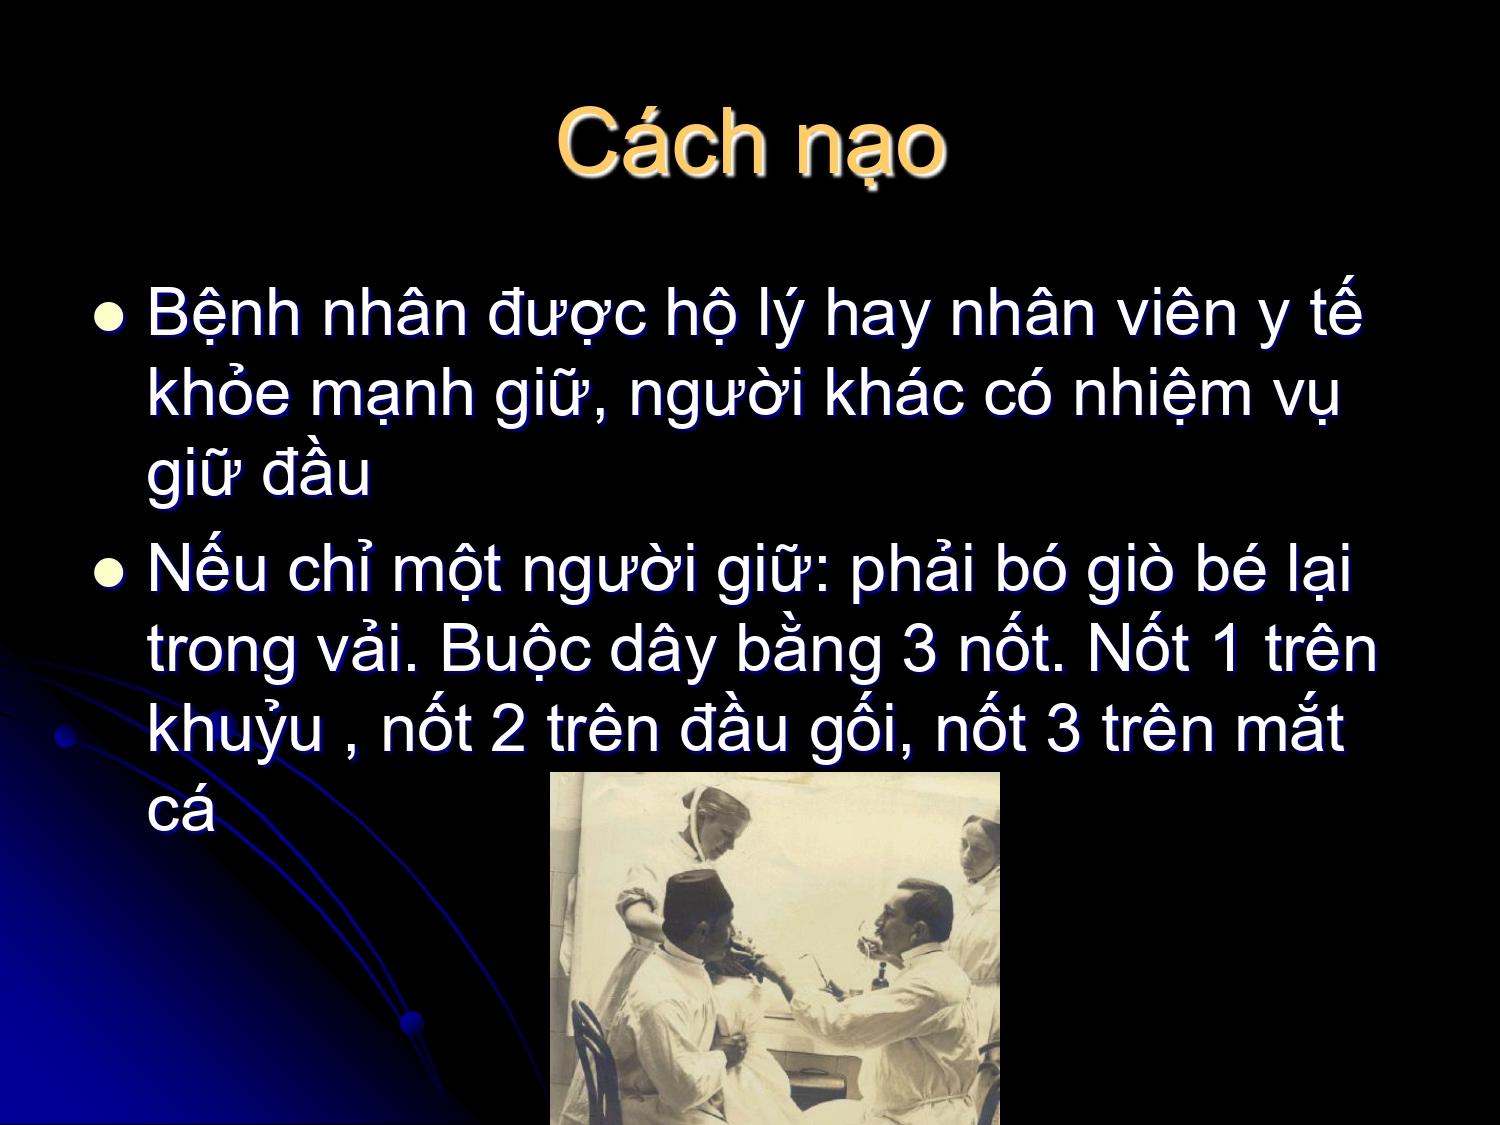 Cách nạo
Bệnh nhân được hộ lý hay nhân viên y tế
khỏe mạnh giữ, người khác có nhiệm vụ
giữ đầu
Nếu chỉ một người giữ: phải bó giò bé lại
trong vải. Buộc dây bằng 3 nốt. Nốt 1 trên
khuỷu , nốt 2 trên đầu gối, nốt 3 trên mắt
cá